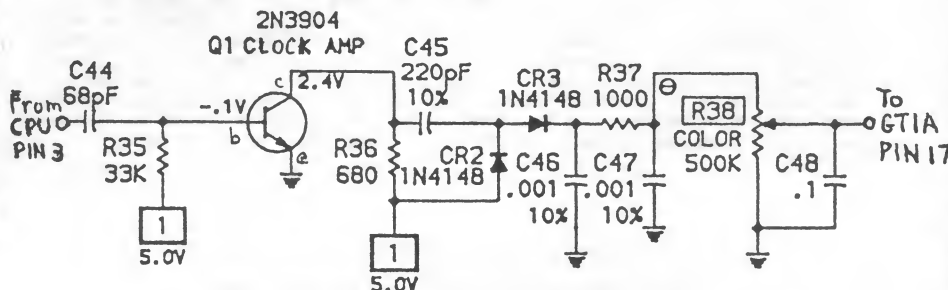 2N3904
Q1 CLOCK AMP
C44
68pF
From
CPU
PIN 3
R35
33K
1
5.0V
-.1V
b
c
e
2.4V
C45
220pF
10%
R36
680
1
5.0V
CR2
1N4148
CR3
1N4148
C46
.001
10%
R37
1000
C47
.001
10%
⊖
R38
COLOR
500K
C48
.1
To
GTIA
PIN 17